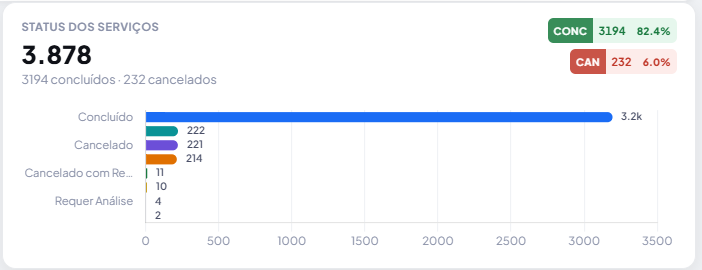 STATUS DOS SERVIÇOS
3.878
3194 concluídos · 232 cancelados
CONC 3194 82.4%
CAN 232 6.0%
Concluído 3.2k
222
Cancelado 221
214
Cancelado com Re... 11
10
Requer Análise 4
2
0 500 1000 1500 2000 2500 3000 3500